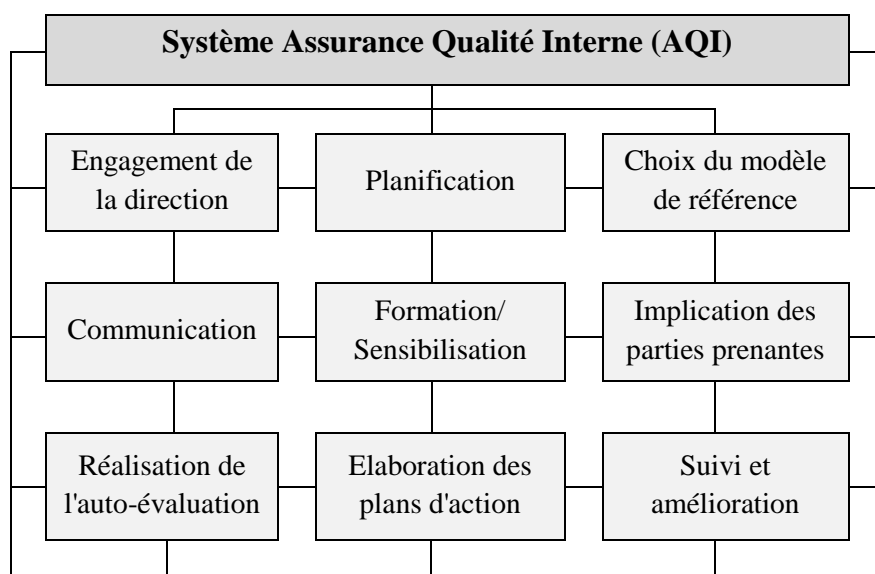 Système Assurance Qualité Interne (AQI)
Engagement de
la direction
Planification
Choix du modèle
de référence
Communication
Formation/
Sensibilisation
Implication des
parties prenantes
Réalisation de
l'auto-évaluation
Elaboration des
plans d'action
Suivi et
amélioration